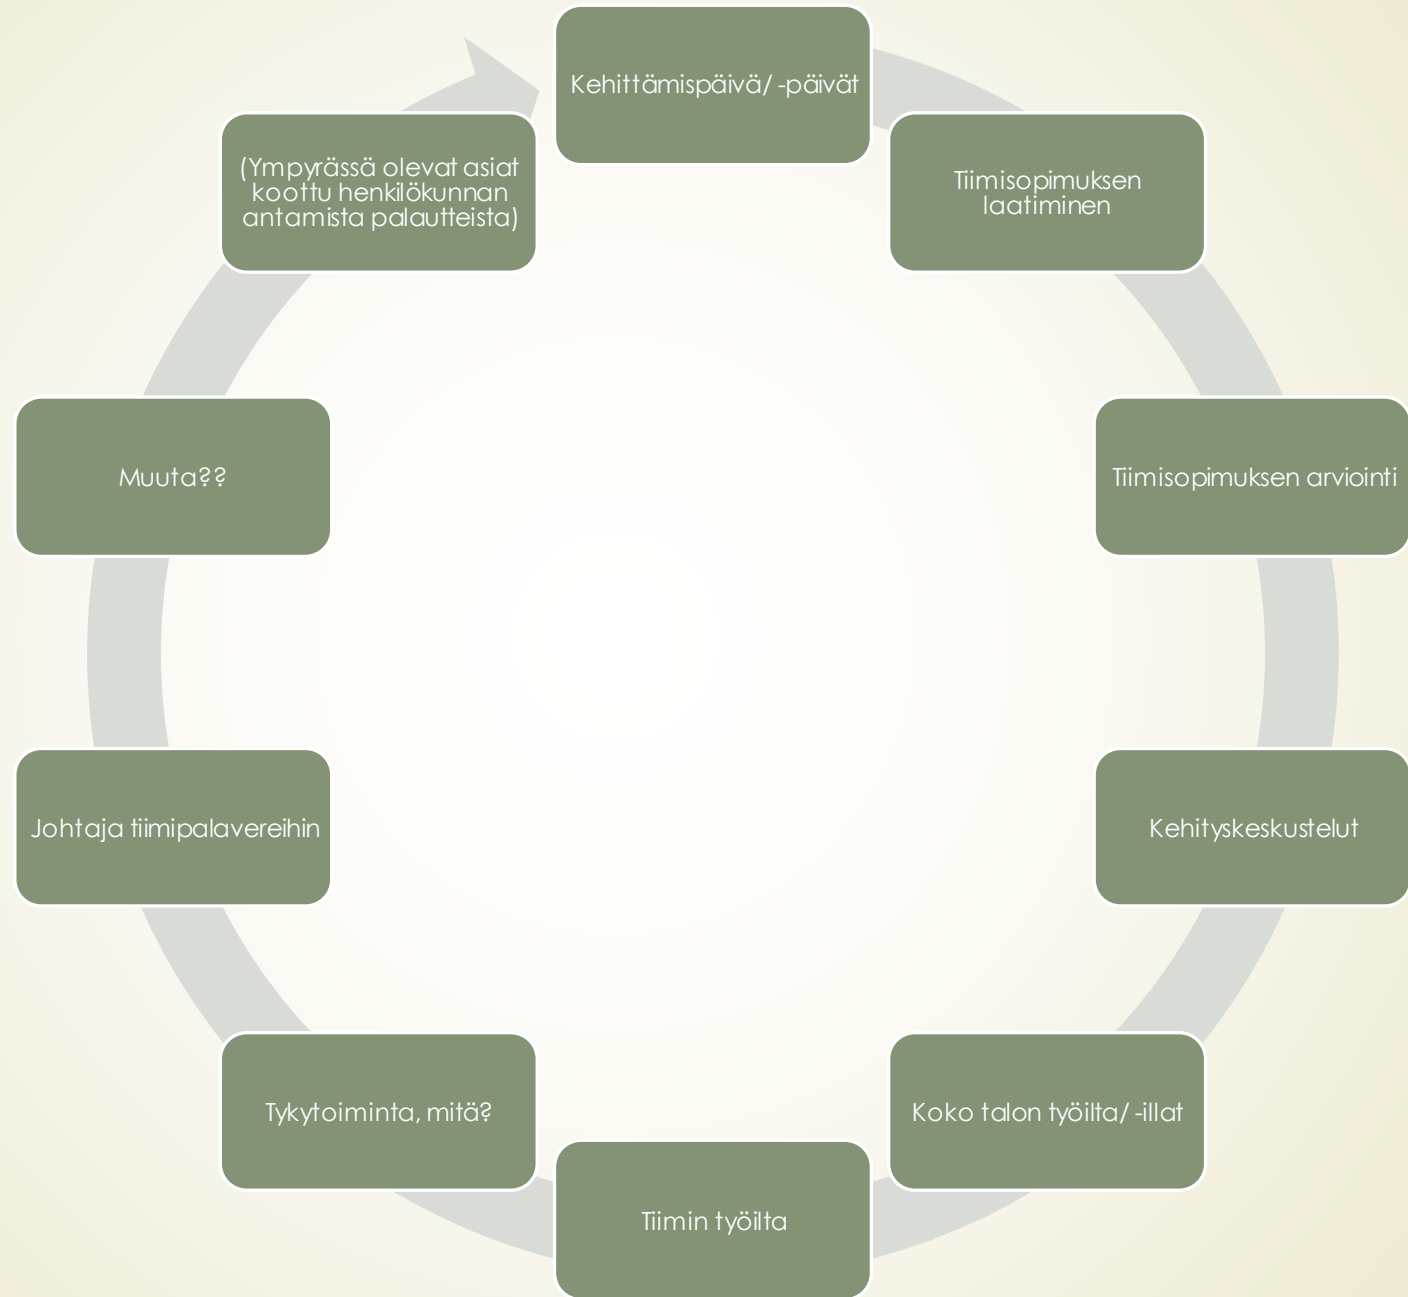 Kehittämispäivä/ -päivät
Tiimisopimuksen
laatiminen
Tiimisopimuksen arviointi
Kehityskeskustelut
Koko talon työilta/ -illat
Tiimin työilta
Tykytoiminta, mitä?
Johtaja tiimipalavereihin
Muuta??
(Ympyrässä olevat asiat
koottu henkilökunnan
antamista palautteista)